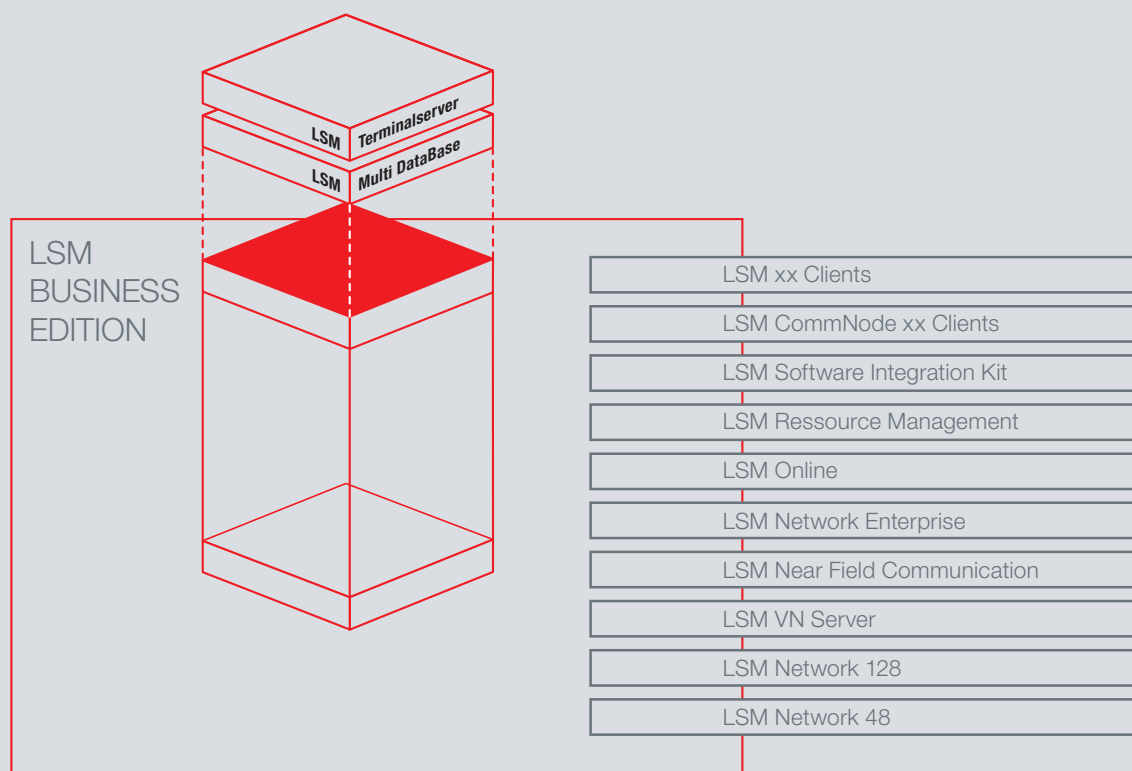 LSM Terminalserver
LSM Multi DataBase
LSM
BUSINESS
EDITION
LSM xx Clients
LSM CommNode xx Clients
LSM Software Integration Kit
LSM Ressource Management
LSM Online
LSM Network Enterprise
LSM Near Field Communication
LSM VN Server
LSM Network 128
LSM Network 48